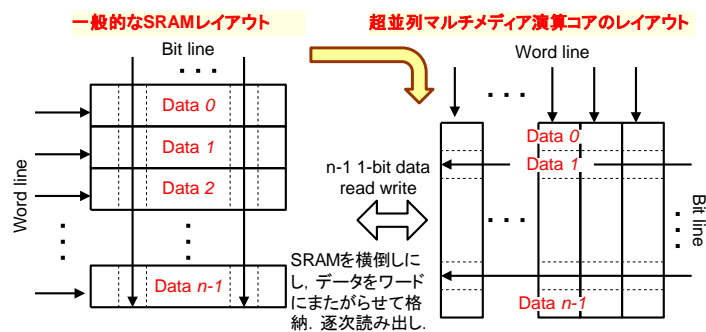 一般的なSRAMレイアウト
Bit line
Word line
Data 0
Data 1
Data 2
Data n-1
超並列マルチメディア演算コアのレイアウト
Word line
Data 0
Data 1
Data n-1
Bit line
n-1 1-bit data
read write
SRAMを横倒しに
し，データをワード
にまたがらせて格
納．逐次読み出し．